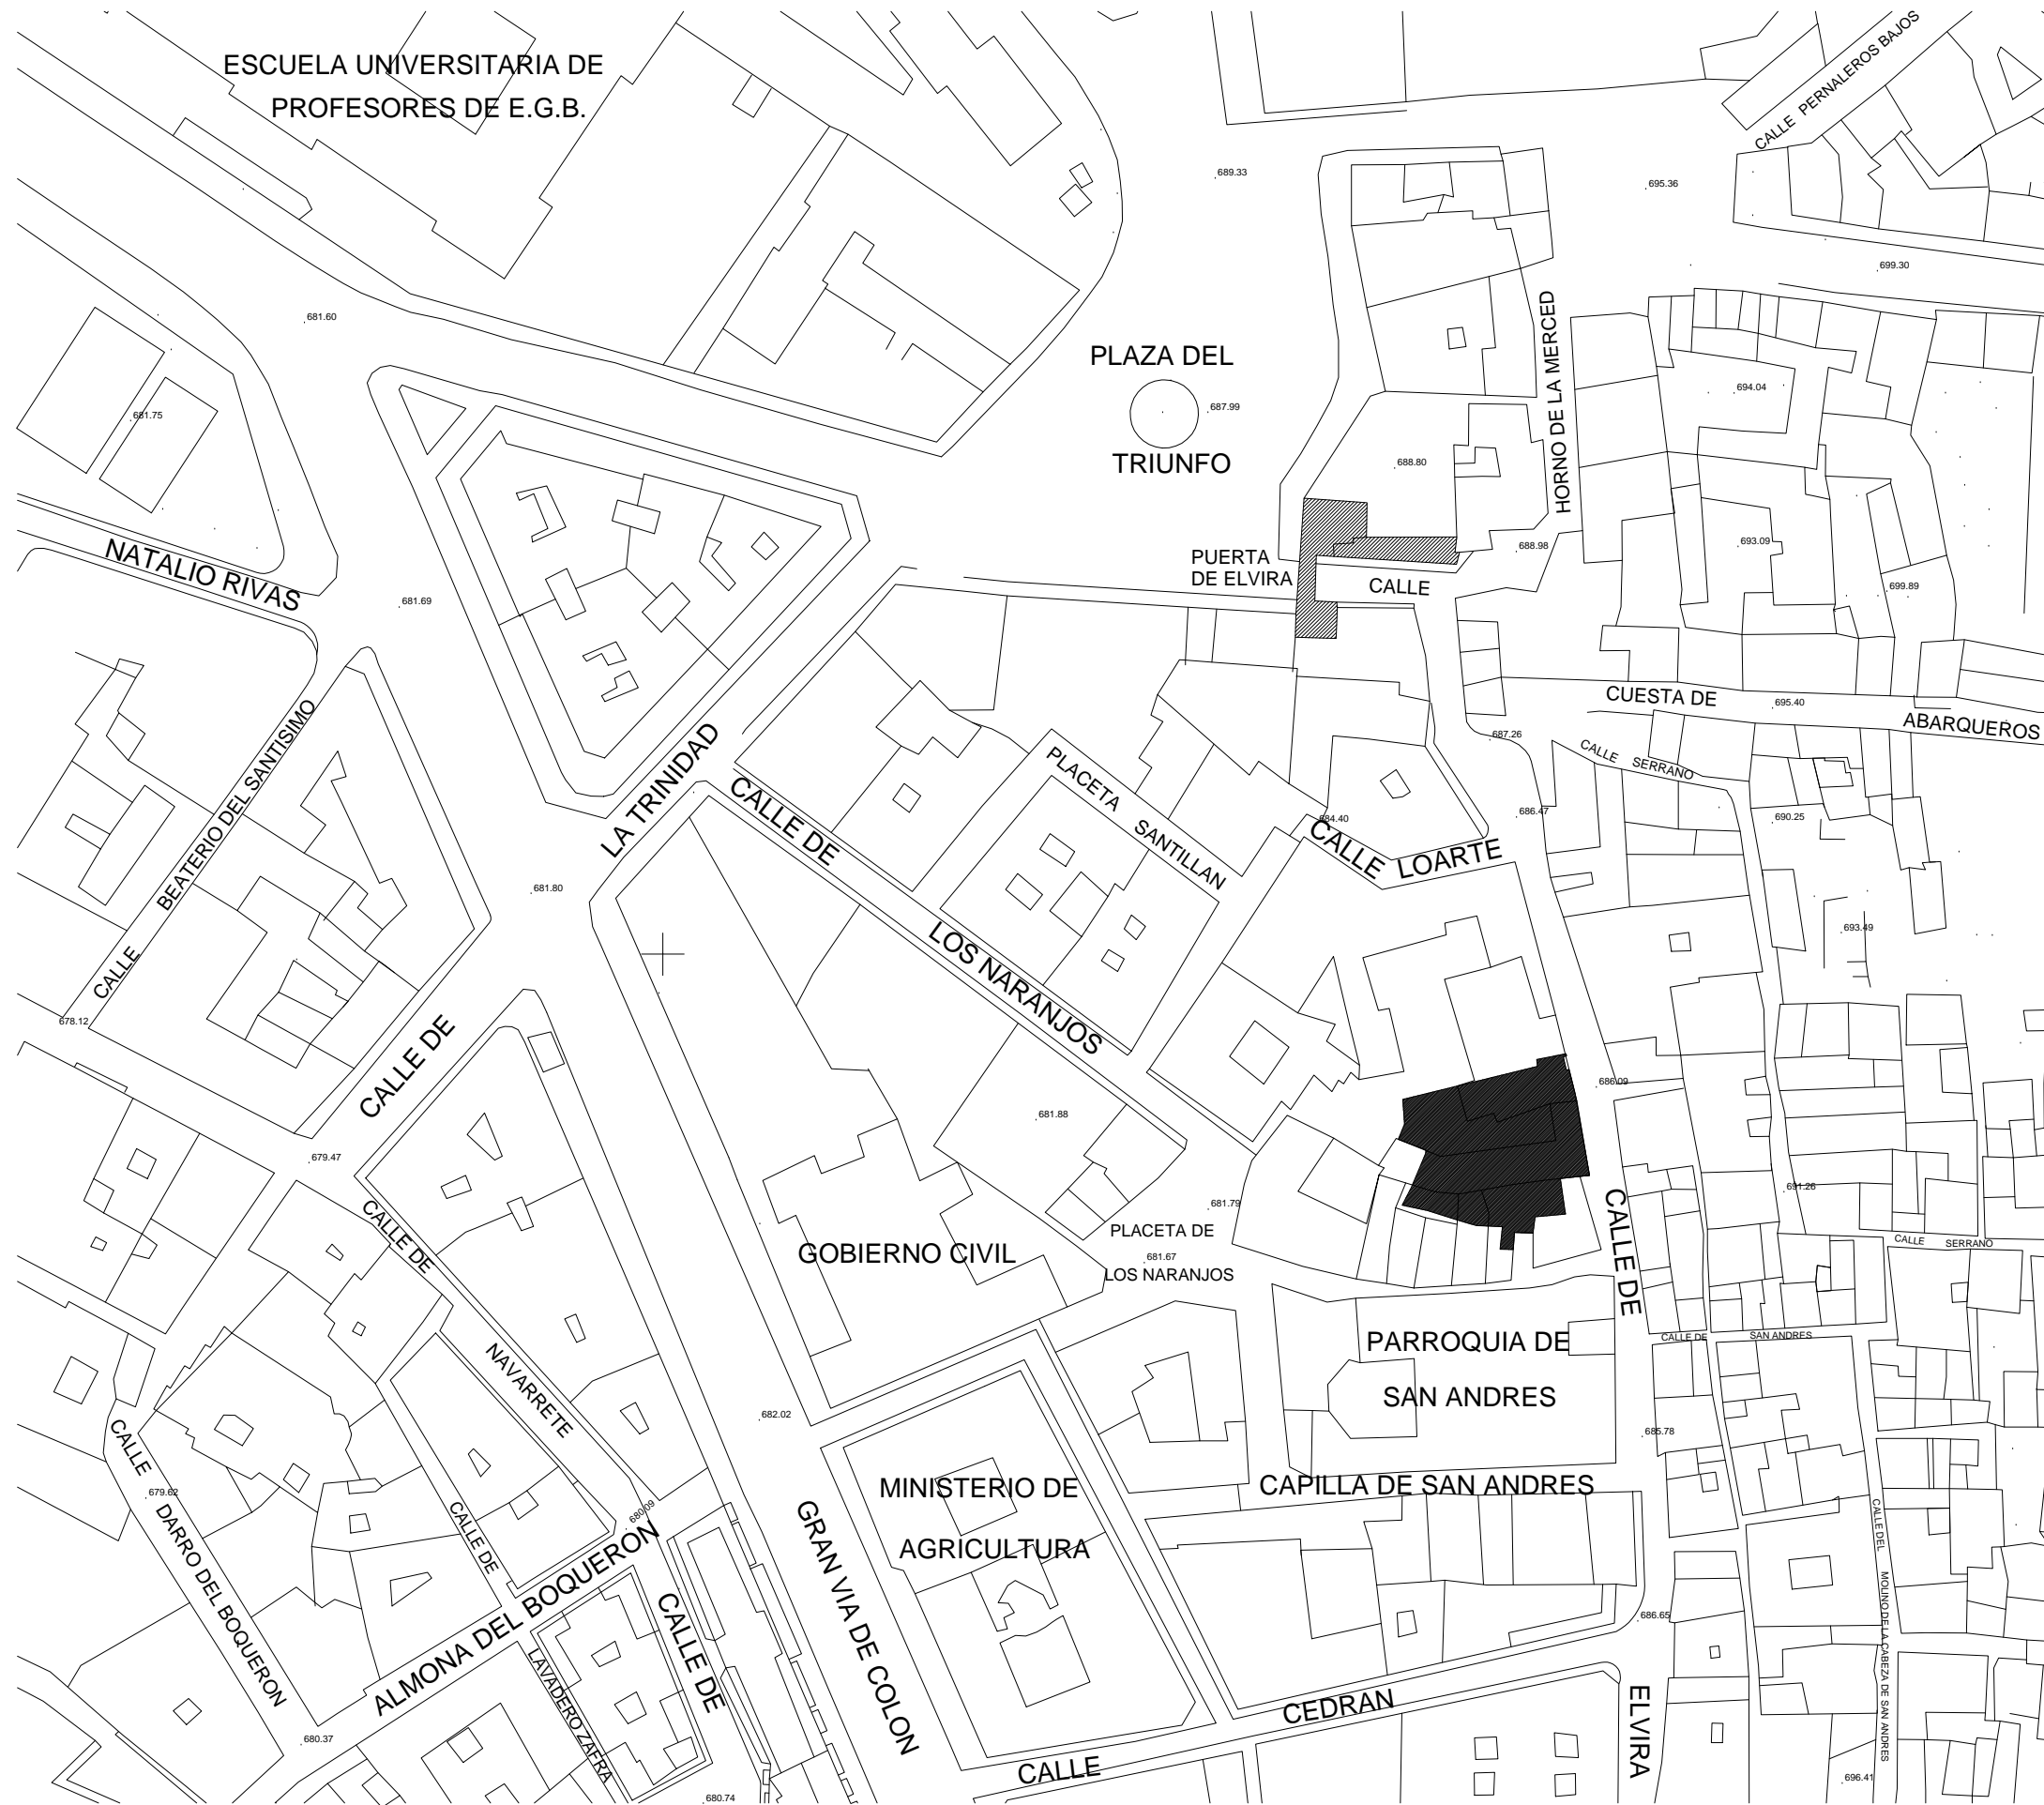 ESCUELA UNIVERSITARIA DE
PROFESORES DE E.G.B.
CALLE PERNALEROS BAJOS
689.33
695.36
699.30
681.60
HORNO DE LA MERCED
PLAZA DEL
687.99
TRIUNFO
694.04
681.75
688.80
NATALIO RIVAS
PUERTA
DE ELVIRA
688.98
693.09
CALLE
699.89
681.69
CUESTA DE
695.40
ABARQUEROS
687.26
CALLE SERRANO
BEATERIO DEL SANTISIMO
CALLE
LA TRINIDAD
CALLE DE
CALLE DE
LOS NARANJOS
PLACETA SANTILLAN
684.40
CALLE LOARTE
686.47
690.25
681.80
693.49
678.12
686.09
681.88
679.47
691.26
681.79
PLACETA DE
681.67
LOS NARANJOS
CALLE SERRANO
GOBIERNO CIVIL
CALLE DE
NAVARRETE
CALLE DE
PARROQUIA DE
SAN ANDRES
CALLE DE
SAN ANDRES
682.02
685.78
CAPILLA DE SAN ANDRES
MINISTERIO DE
AGRICULTURA
CALLE
DARRO DEL BOQUERON
679.62
CALLE DE
680.09
ALMONA DEL BOQUERON
LAVADERO ZAFRA
CALLE DE
GRAN VIA DE COLON
CALLE DEL
MOLINO DE LA CABEZA DE SAN ANDRES
686.65
CEDRAN
CALLE
ELVIRA
680.37
680.74
696.41